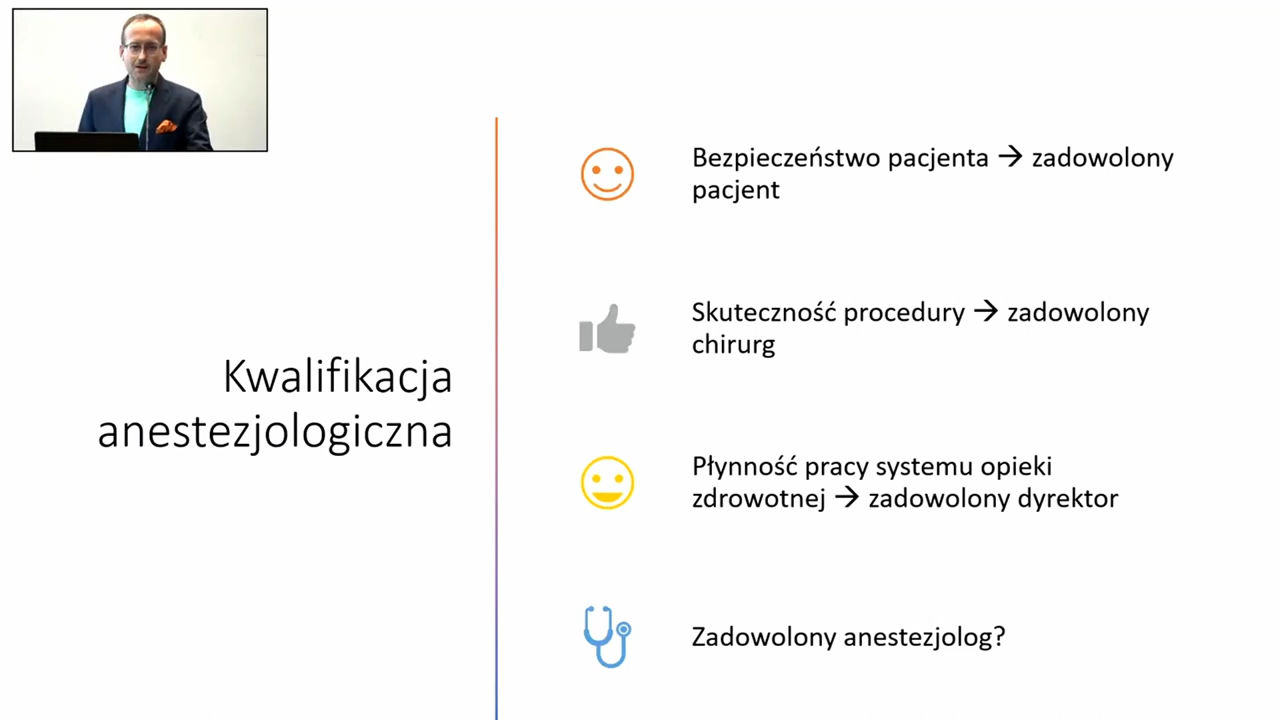 Kwalifikacja
anestezjologiczna
Bezpieczeństwo pacjenta → zadowolony
pacjent
Skuteczność procedury → zadowolony
chirurg
Płynność pracy systemu opieki
zdrowotnej → zadowolony dyrektor
Zadowolony anestezjolog?